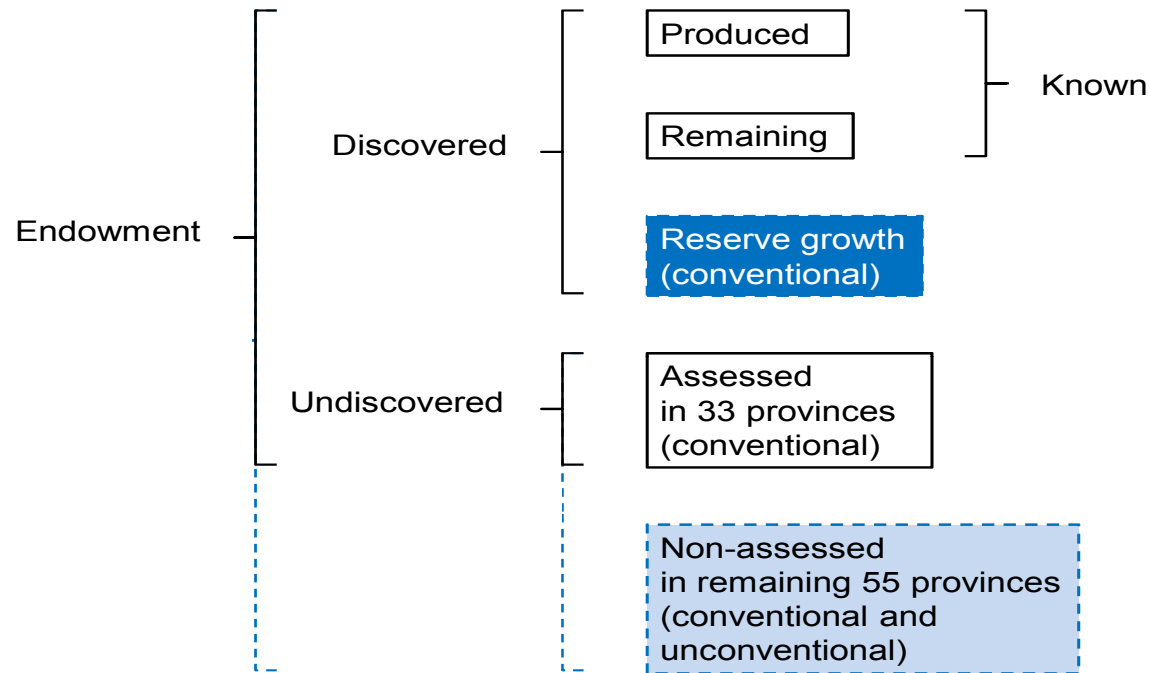 Endowment
Discovered
Undiscovered
Produced
Remaining
Reserve growth
(conventional)
Assessed
in 33 provinces
(conventional)
Non-assessed
in remaining 55 provinces
(conventional and
unconventional)
Known